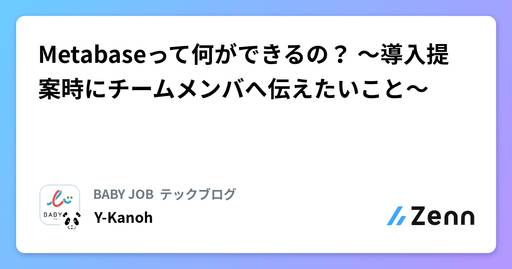 Metabaseって何ができるの? 〜導入提
案時にチームメンバへ伝えたいこと〜
BABY JOB テックブログ
BABY
Y-Kanoh
Zenn